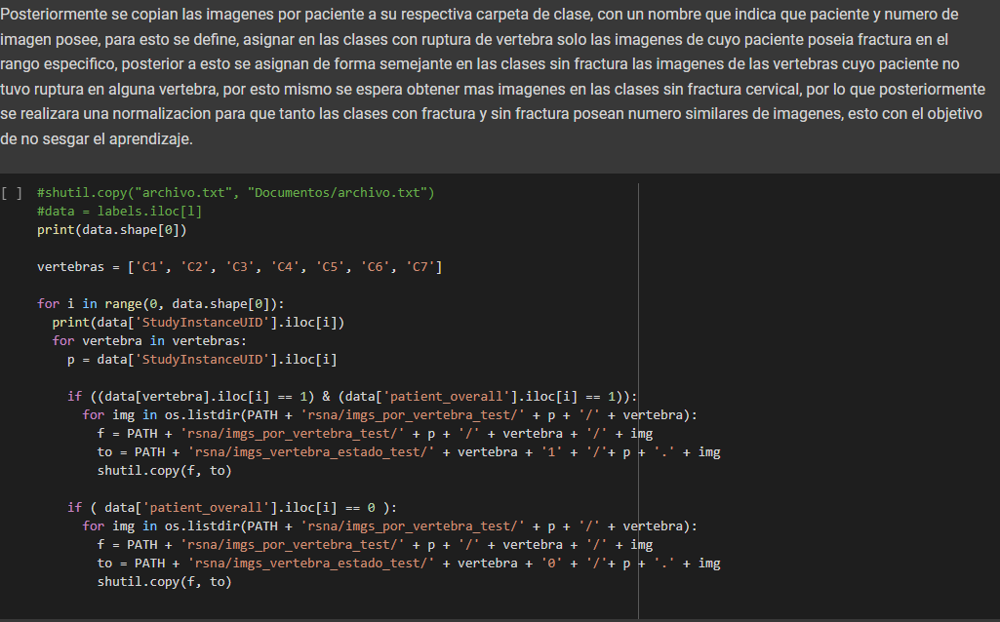 Posteriormente se copian las imagenes por paciente a su respectiva carpeta de clase, con un nombre que indica que paciente y numero de
imagen posee, para esto se define, asignar en las clases con ruptura de vertebra solo las imagenes de cuyo paciente poseia fractura en el
rango especifico, posterior a esto se asignan de forma semejante en las clases sin fractura las imagenes de las vertebras cuyo paciente no
tuvo ruptura en alguna vertebra, por esto mismo se espera obtener mas imagenes en las clases sin fractura cervical, por lo que posteriormente
se realizara una normalizacion para que tanto las clases con fractura y sin fractura posean numero similares de imagenes, esto con el objetivo
de no sesgar el aprendizaje.
[ ] #shutil.copy("archivo.txt", "Documentos/archivo.txt")
#data = labels.iloc[l]
print(data.shape[0])
vertebras = ['C1', 'C2', 'C3', 'C4', 'C5', 'C6', 'C7']
for i in range(0, data.shape[0]):
  print(data['StudyInstanceUID'].iloc[i])
  for vertebra in vertebras:
    p = data['StudyInstanceUID'].iloc[i]
    if ((data[vertebra].iloc[i] == 1) & (data['patient_overall'].iloc[i] == 1)):
      for img in os.listdir(PATH + 'rsna/imgs_por_vertebra_test/' + p + '/' + vertebra):
        f = PATH + 'rsna/imgs_por_vertebra_test/' + p + '/' + vertebra + '/' + img
        to = PATH + 'rsna/imgs_vertebra_estado_test/' + vertebra + '1' + '/'+ p + '.' + img
        shutil.copy(f, to)
    if ( data['patient_overall'].iloc[i] == 0 ):
      for img in os.listdir(PATH + 'rsna/imgs_por_vertebra_test/' + p + '/' + vertebra):
        f = PATH + 'rsna/imgs_por_vertebra_test/' + p + '/' + vertebra + '/' + img
        to = PATH + 'rsna/imgs_vertebra_estado_test/' + vertebra + '0' + '/'+ p + '.' + img
        shutil.copy(f, to)